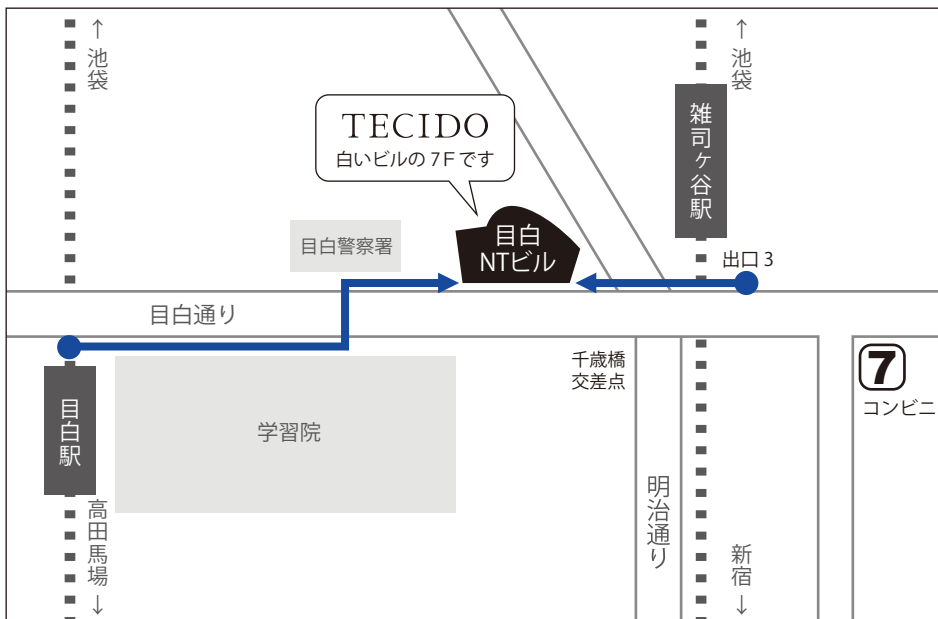 ↑池袋
↑池袋
TECIDO
白いビルの7Fです
雑司ヶ谷駅
目白警察署
目白
NTビル
出口3
目白通り
千歳橋
交差点
7
コンビニ
目白駅
学習院
明治通り
高田馬場↓
新宿↓